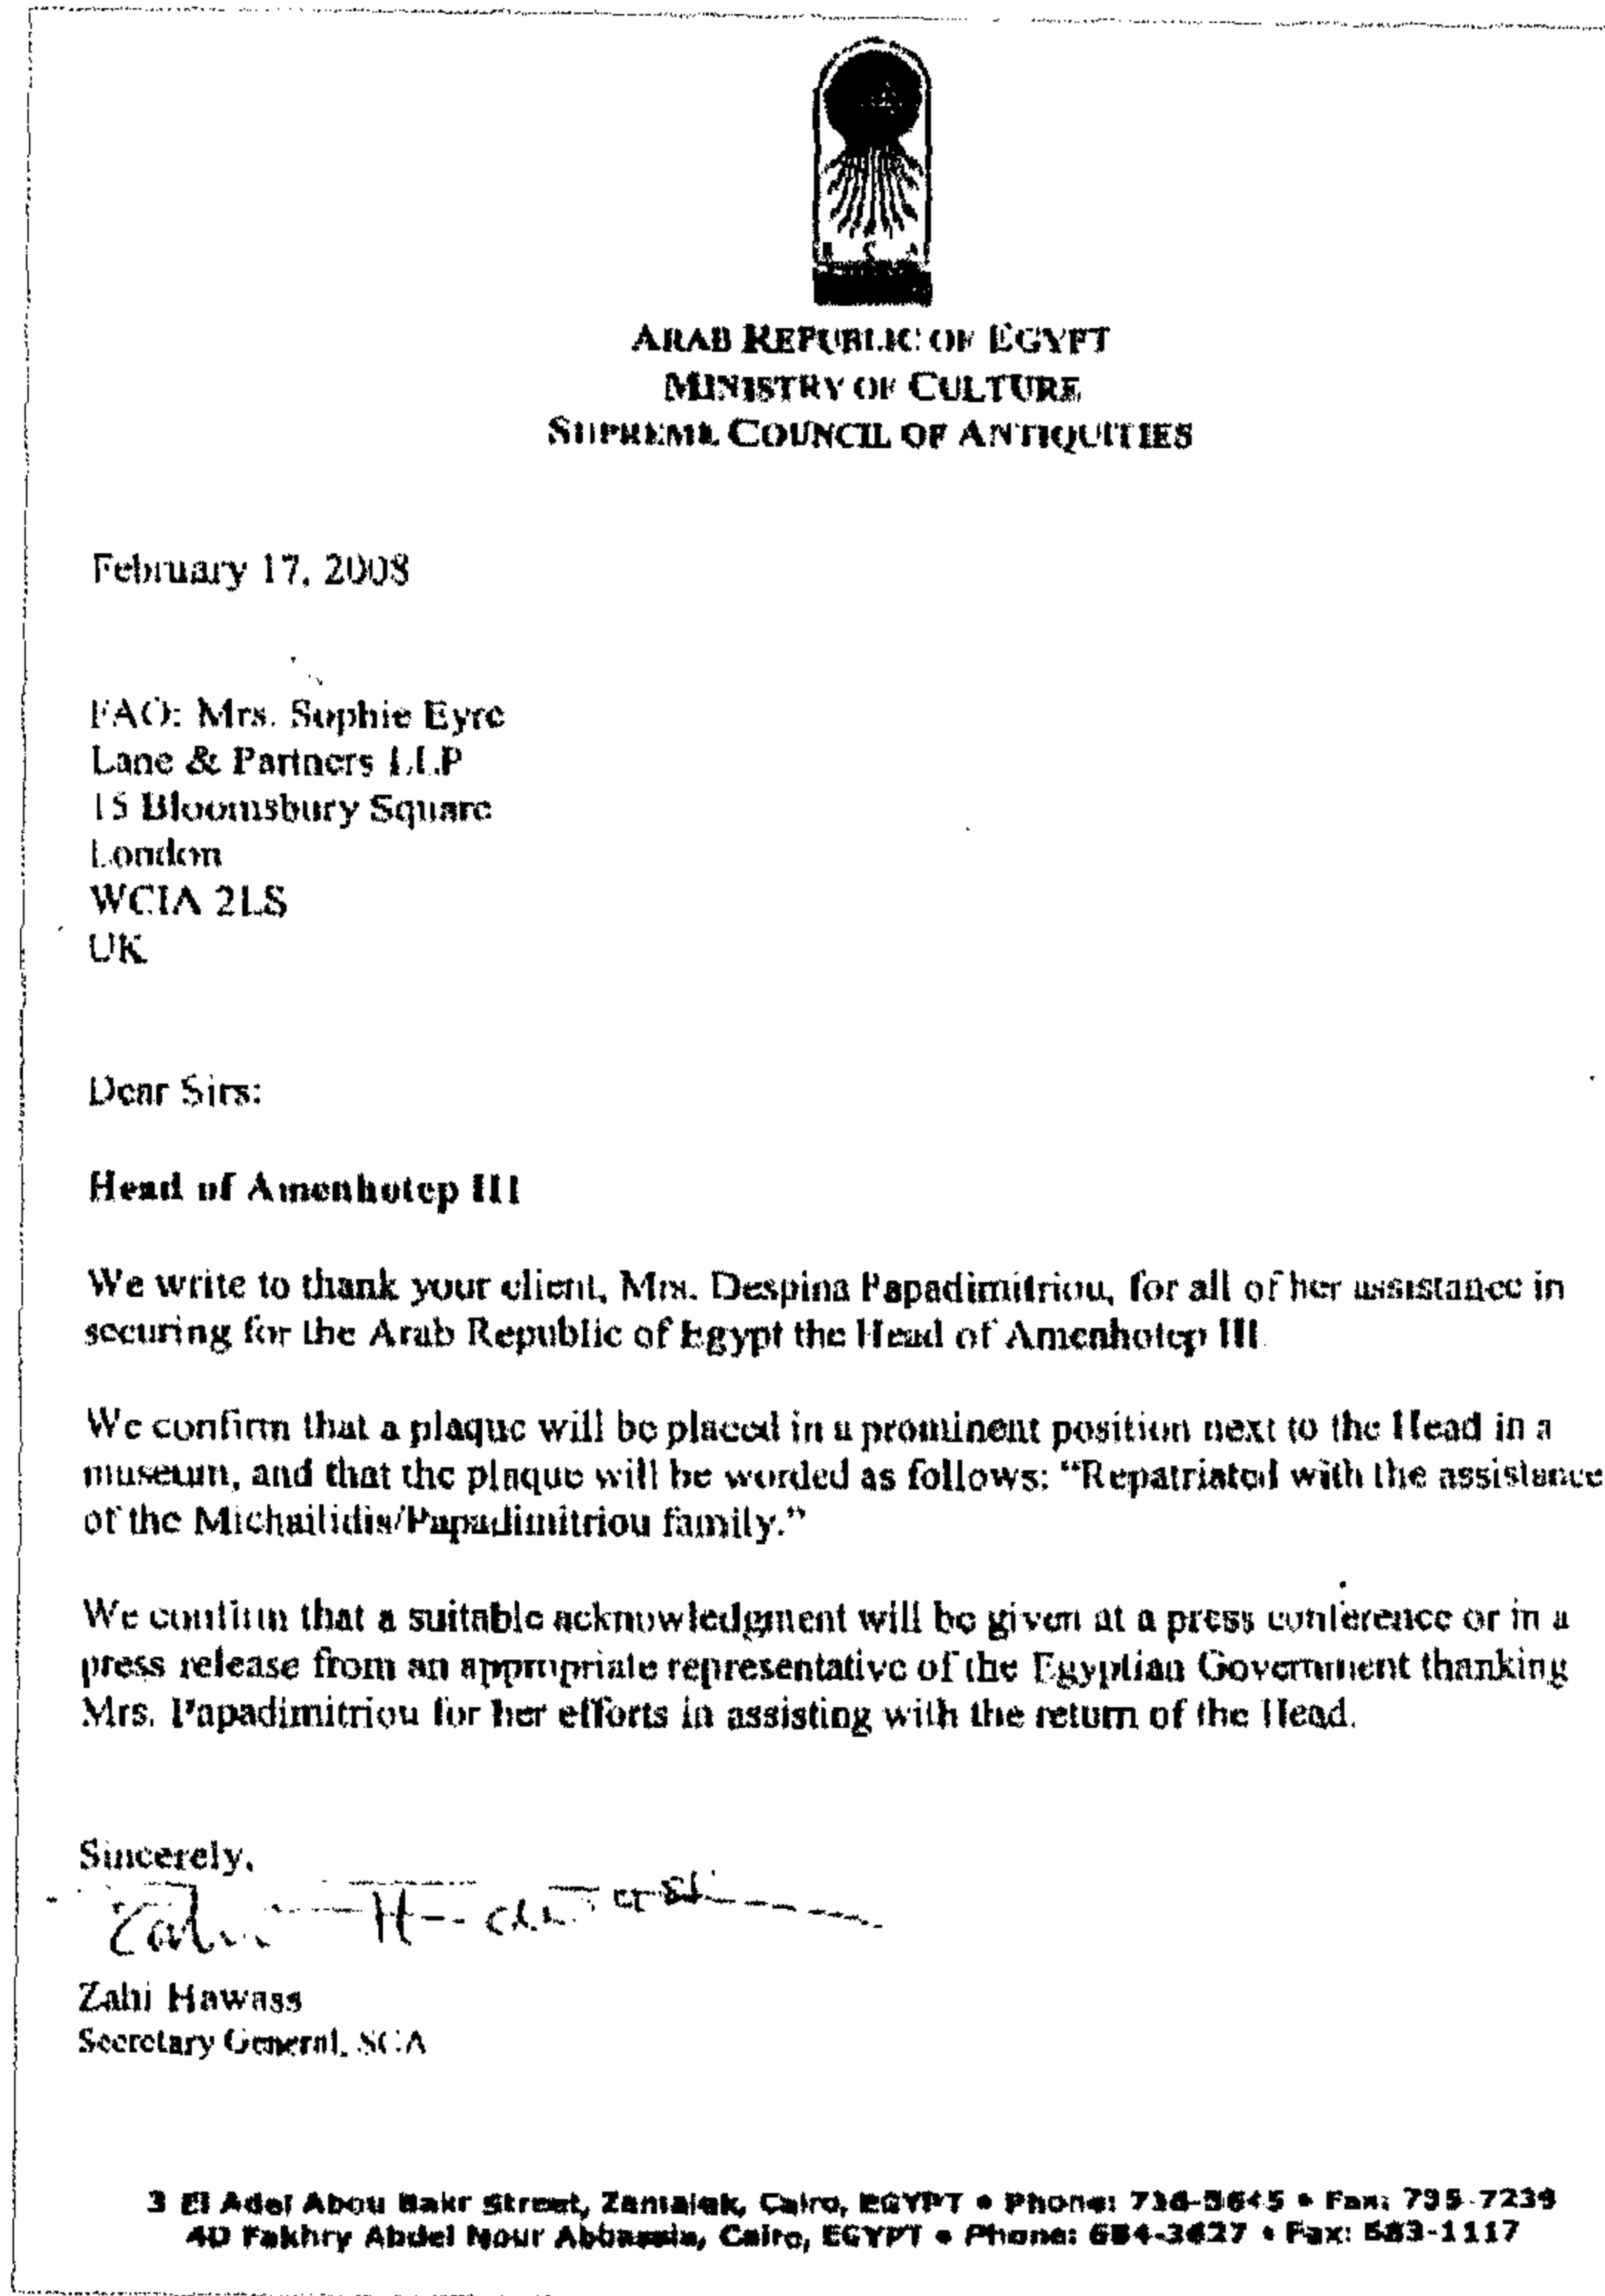 ARAB REPUBLIC OF EGYPT
MINISTRY OF CULTURE
SUPREME COUNCIL OF ANTIQUITIES
February 17, 2008
FAO: Mrs. Sophie Eyre
Lane & Partners LLP
15 Bloomsbury Square
London
WC1A 2LS
UK
Dear Sirs:
Head of Amenhotep III
We write to thank your client, Mrs. Despina Papadimitriou, for all of her assistance in
securing for the Arab Republic of Egypt the Head of Amenhotep III.
We confirm that a plaque will be placed in a prominent position next to the Head in a
museum, and that the plaque will be worded as follows: “Repatriated with the assistance
of the Michailidis/Papadimitriou family.”
We confirm that a suitable acknowledgment will be given at a press conference or in a
press release from an appropriate representative of the Egyptian Government thanking
Mrs. Papadimitriou for her efforts in assisting with the return of the Head.
Sincerely,
Zahi Hawass
Secretary General, SCA
3 El Adel Abou Bakr Street, Zamalek, Cairo, EGYPT • Phone: Fax: 735-7239
Fakhry Abdel Nour Abbassia, Cairo, EGYPT • Phone: Fax: 683-1117